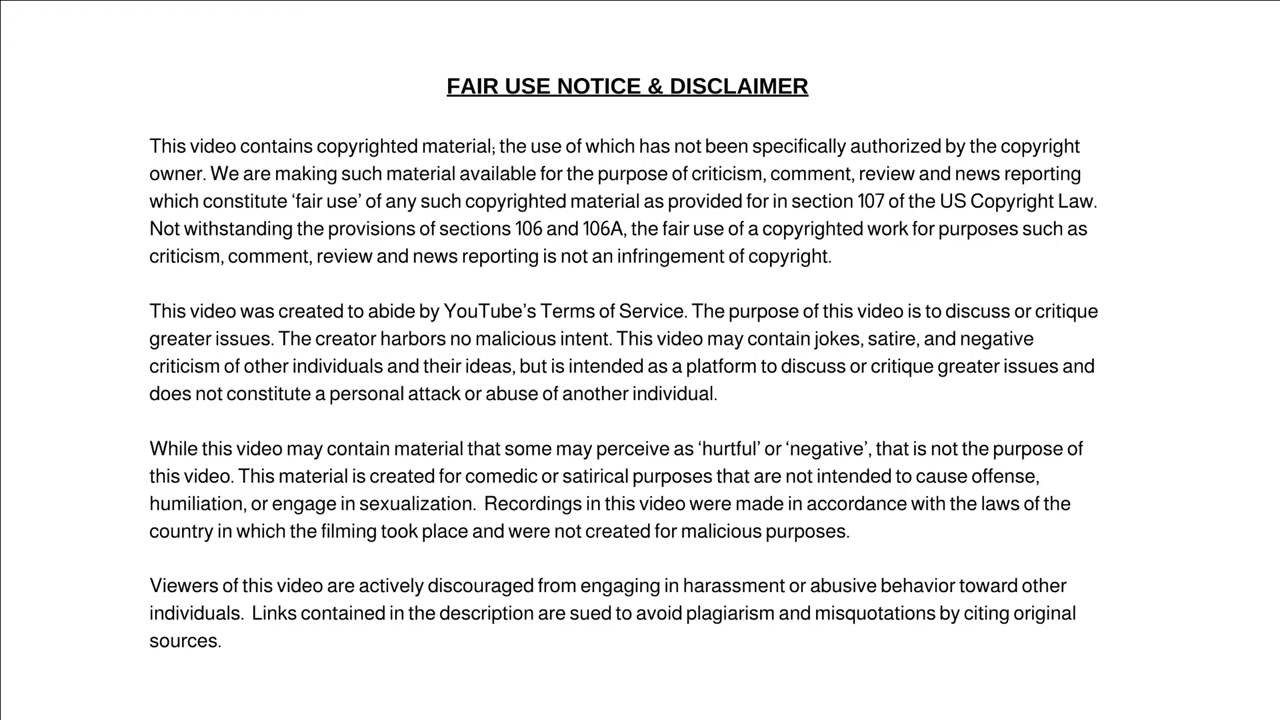 FAIR USE NOTICE & DISCLAIMER
This video contains copyrighted material; the use of which has not been specifically authorized by the copyright
owner. We are making such material available for the purpose of criticism, comment, review and news reporting
which constitute ‘fair use’ of any such copyrighted material as provided for in section 107 of the US Copyright Law.
Not withstanding the provisions of sections 106 and 106A, the fair use of a copyrighted work for purposes such as
criticism, comment, review and news reporting is not an infringement of copyright.
This video was created to abide by YouTube’s Terms of Service. The purpose of this video is to discuss or critique
greater issues. The creator harbors no malicious intent. This video may contain jokes, satire, and negative
criticism of other individuals and their ideas, but is intended as a platform to discuss or critique greater issues and
does not constitute a personal attack or abuse of another individual.
While this video may contain material that some may perceive as ‘hurtful’ or ‘negative’, that is not the purpose of
this video. This material is created for comedic or satirical purposes that are not intended to cause offense,
humiliation, or engage in sexualization.  Recordings in this video were made in accordance with the laws of the
country in which the filming took place and were not created for malicious purposes.
Viewers of this video are actively discouraged from engaging in harassment or abusive behavior toward other
individuals.  Links contained in the description are sued to avoid plagiarism and misquotations by citing original
sources.